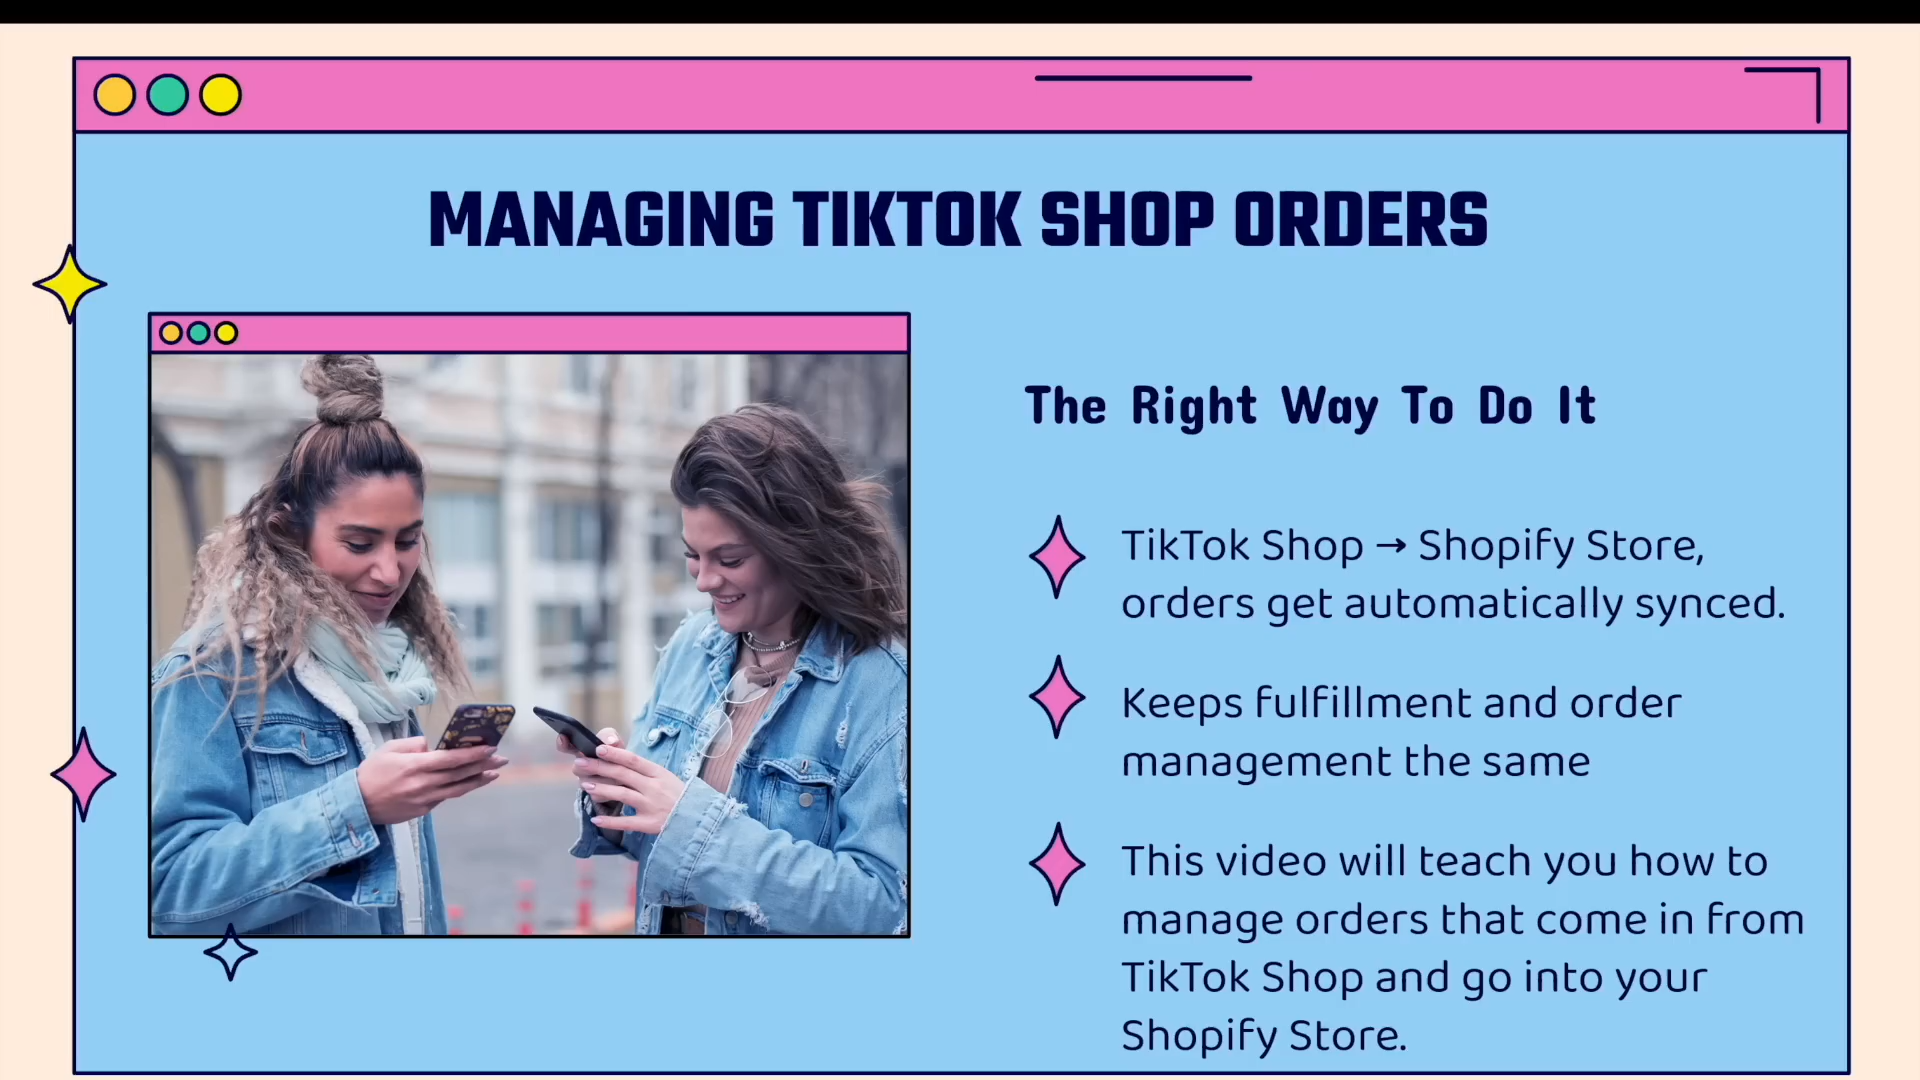 MANAGING TIKTOK SHOP ORDERS
The Right Way To Do It
TikTok Shop → Shopify Store,
orders get automatically synced.
Keeps fulfillment and order
management the same
This video will teach you how to
manage orders that come in from
TikTok Shop and go into your
Shopify Store.